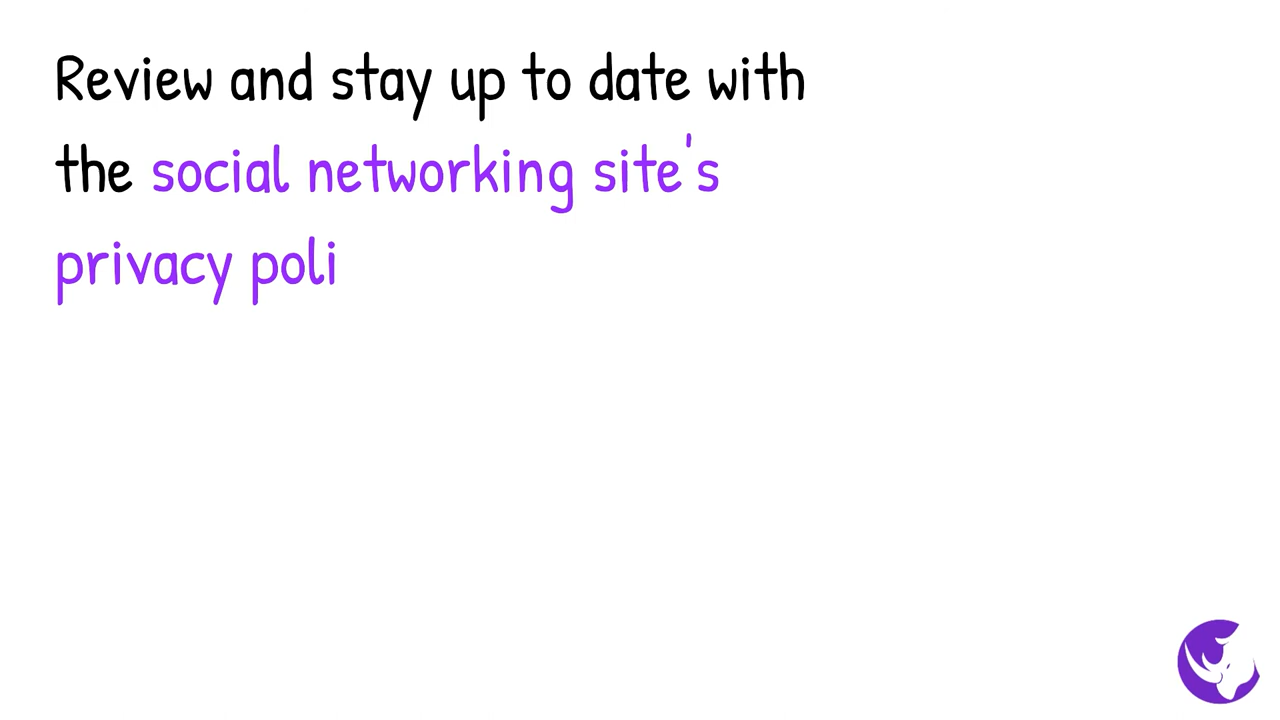 Review and stay up to date with
the social networking site's
privacy poli